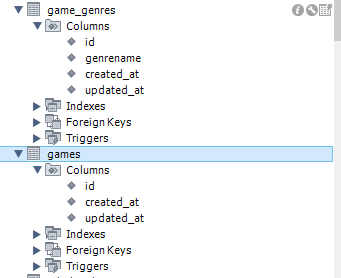 game_genres
Columns
id
genrename
created_at
updated_at
Indexes
Foreign Keys
Triggers
games
Columns
id
created_at
updated_at
Indexes
Foreign Keys
Triggers